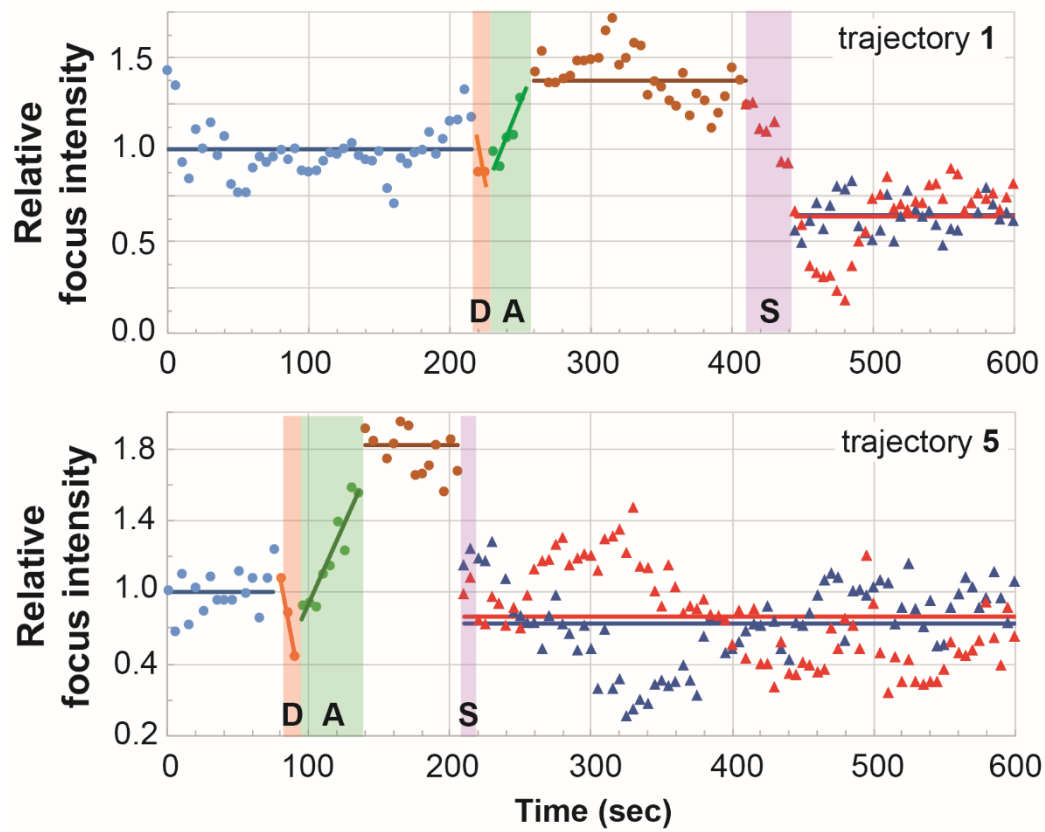 trajectory 1
Relative
focus intensity
1.5
1.0
0.5
0.0
D A S
0 100 200 300 400 500 600
trajectory 5
Relative
focus intensity
1.8
1.4
1.0
0.4
0.2
D A S
0 100 200 300 400 500 600
Time (sec)